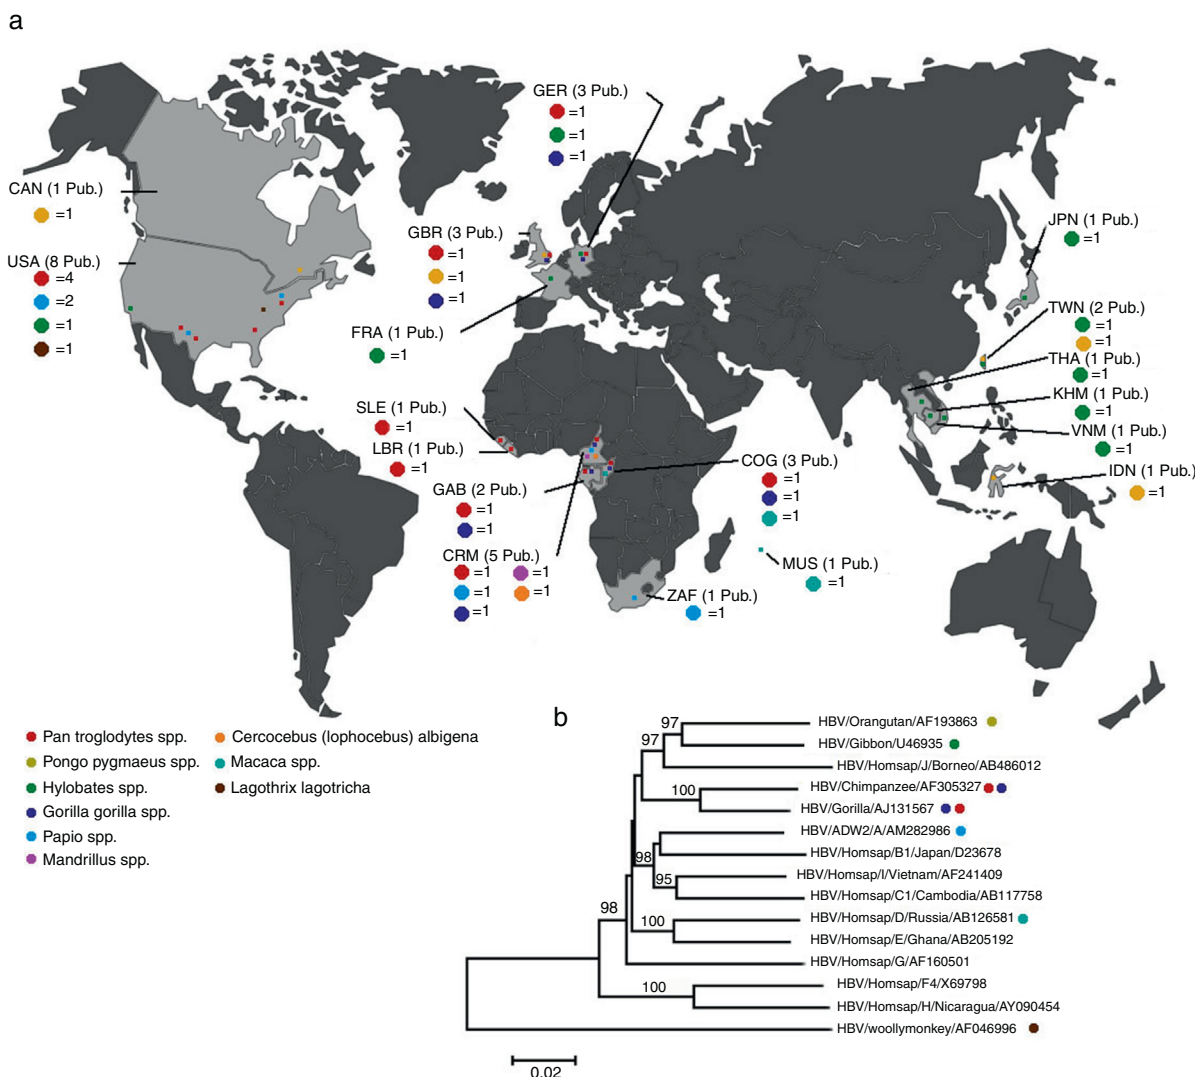 a
GER (3 Pub.)
=1
=1
=1
CAN (1 Pub.)
=1
USA (8 Pub.)
=4
=2
=1
=1
GBR (3 Pub.)
=1
=1
=1
FRA (1 Pub.)
=1
JPN (1 Pub.)
=1
TWN (2 Pub.)
=1
=1
THA (1 Pub.)
=1
KHM (1 Pub.)
=1
VNM (1 Pub.)
=1
IDN (1 Pub.)
=1
SLE (1 Pub.)
=1
LBR (1 Pub.)
=1
GAB (2 Pub.)
=1
=1
COG (3 Pub.)
=1
=1
=1
CRM (5 Pub.)
=1 =1
=1 =1
=1
MUS (1 Pub.)
=1
ZAF (1 Pub.)
=1
Pan troglodytes spp.
Pongo pygmaeus spp.
Hylobates spp.
Gorilla gorilla spp.
Papio spp.
Mandrillus spp.
Cercocebus (lophocebus) albigena
Macaca spp.
Lagothrix lagotricha
b
97 HBV/Orangutan/AF193863
97 HBV/Gibbon/U46935
HBV/Homsap/J/Borneo/AB486012
100 HBV/Chimpanzee/AF305327
HBV/Gorilla/AJ131567
HBV/ADW2/A/AM282986
98 HBV/Homsap/B1/Japan/D23678
95 HBV/Homsap/I/Vietnam/AF241409
HBV/Homsap/C1/Cambodia/AB117758
98 100 HBV/Homsap/D/Russia/AB126581
HBV/Homsap/E/Ghana/AB205192
HBV/Homsap/G/AF160501
100 HBV/Homsap/F4/X69798
HBV/Homsap/H/Nicaragua/AY090454
HBV/woollymonkey/AF046996
0.02